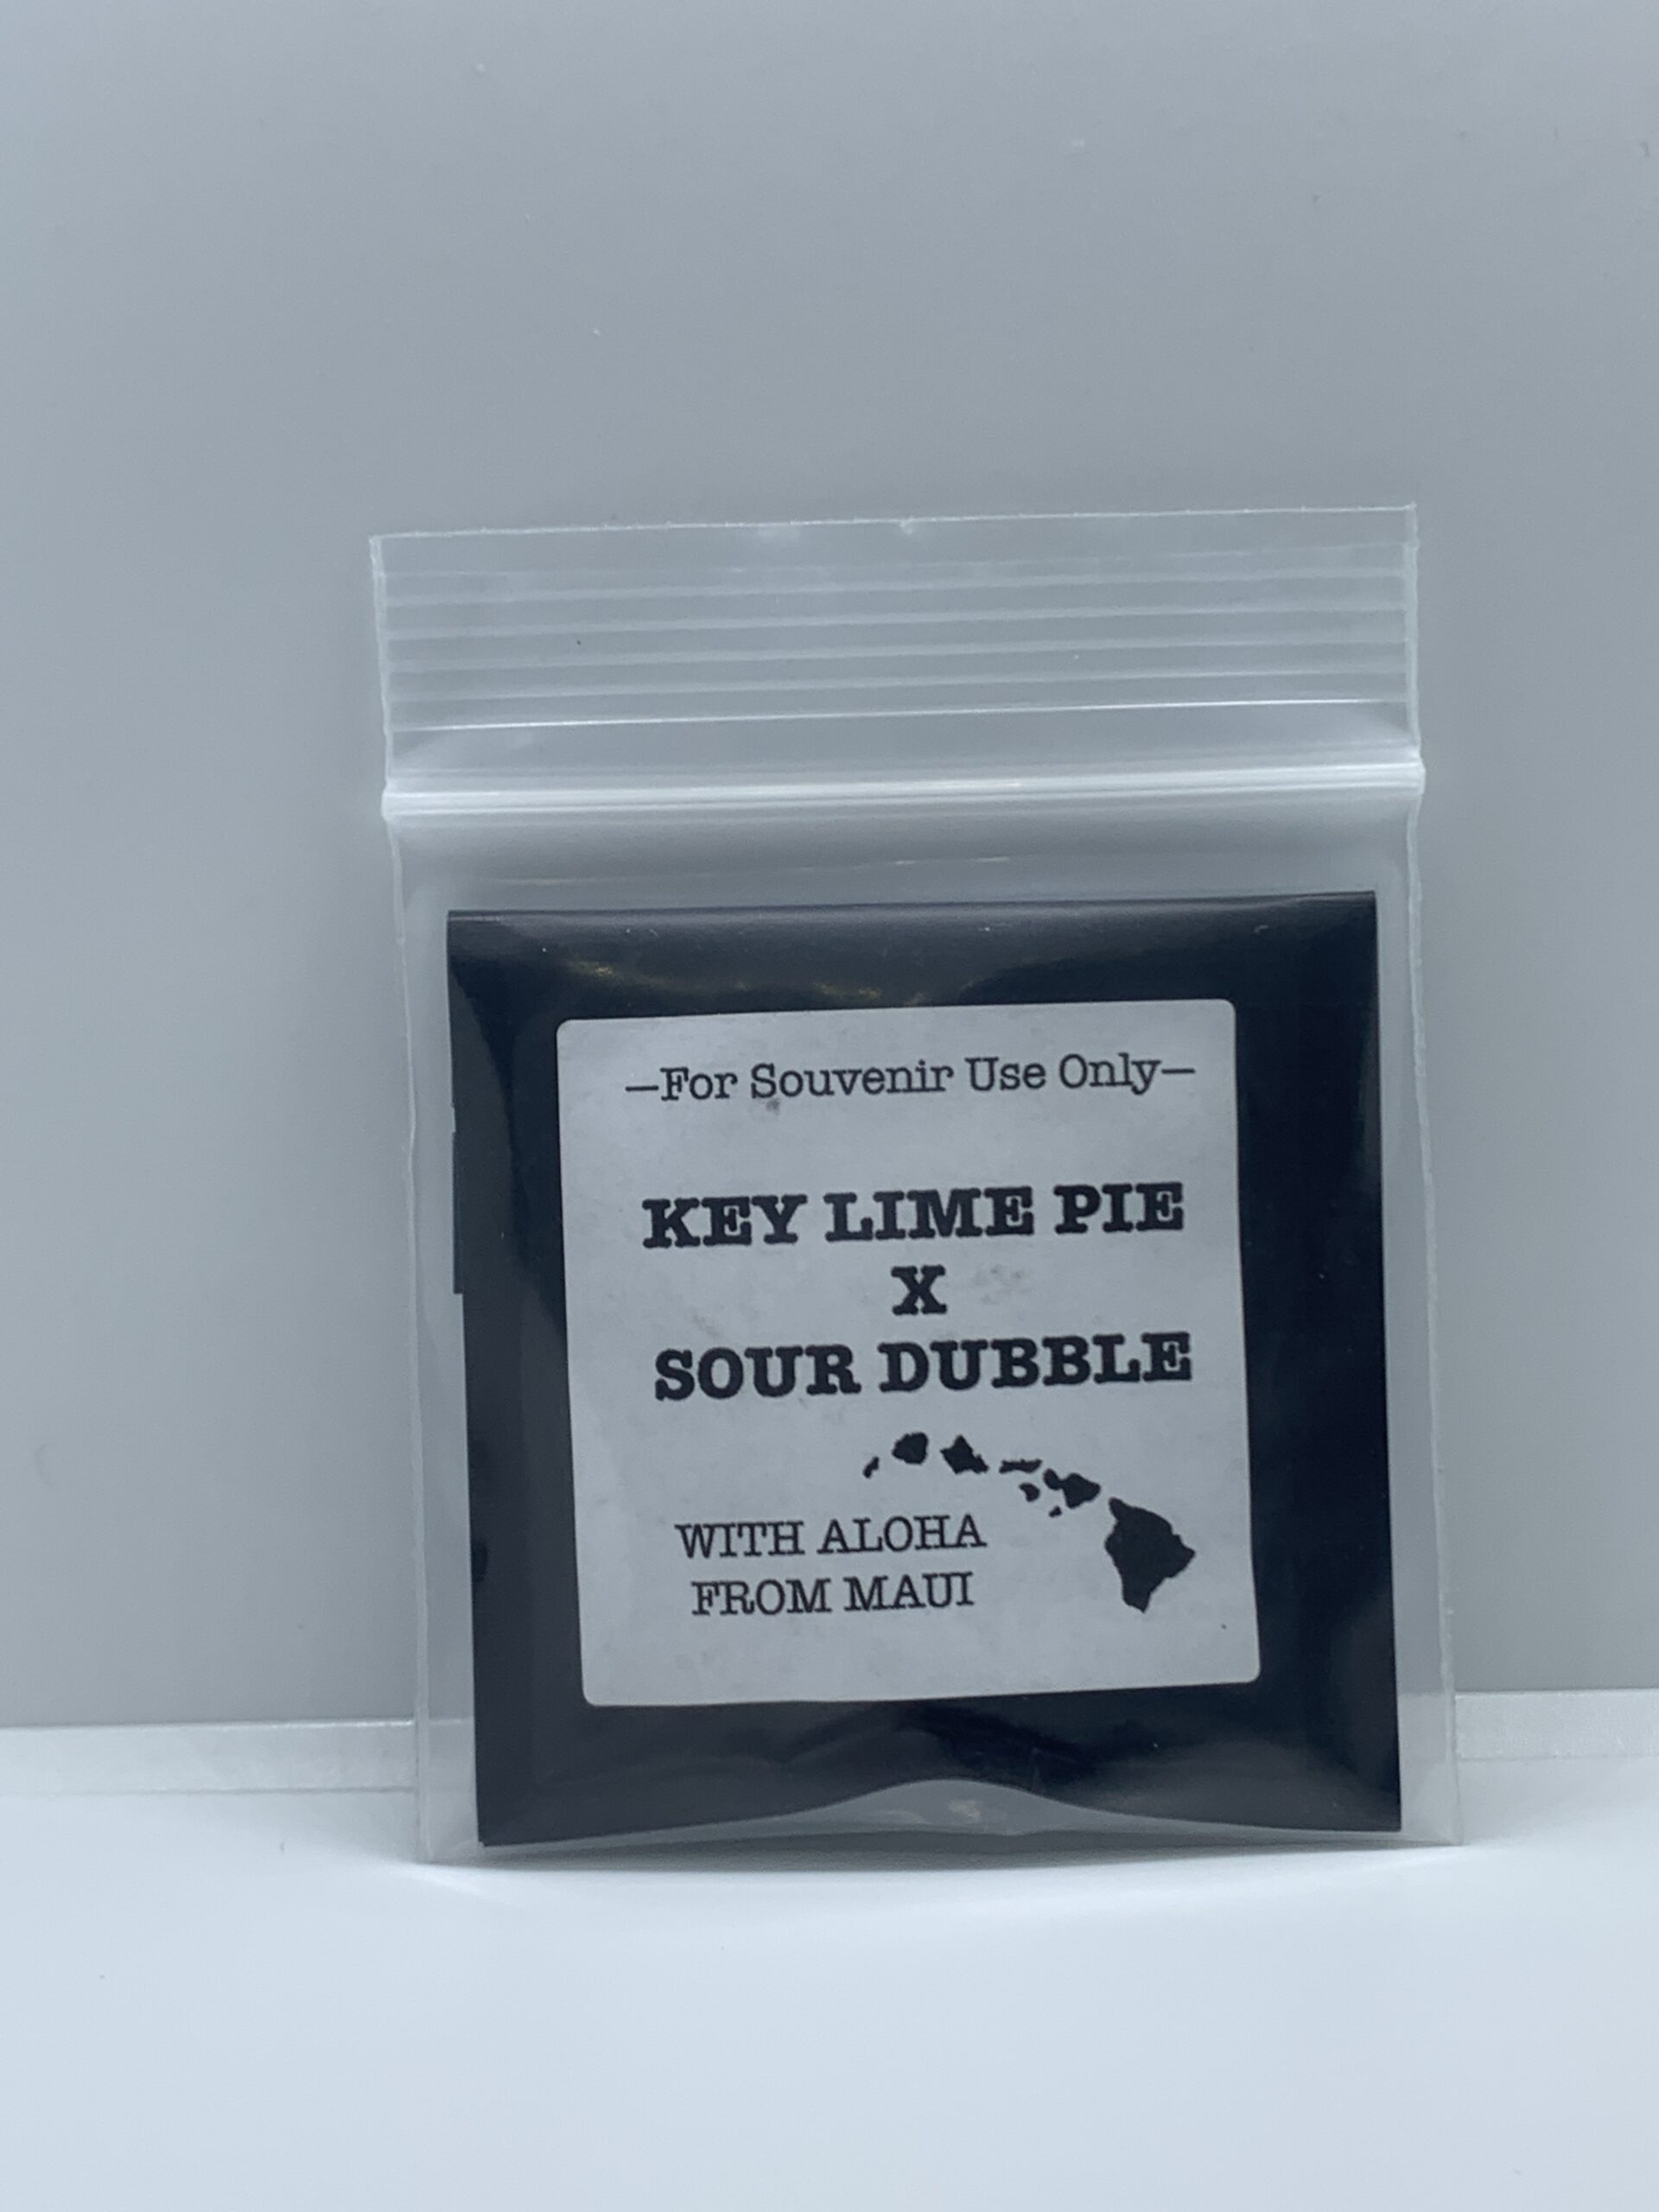 —For Souvenir Use Only—
KEY LIME PIE
X
SOUR DUBBLE
WITH ALOHA
FROM MAUI